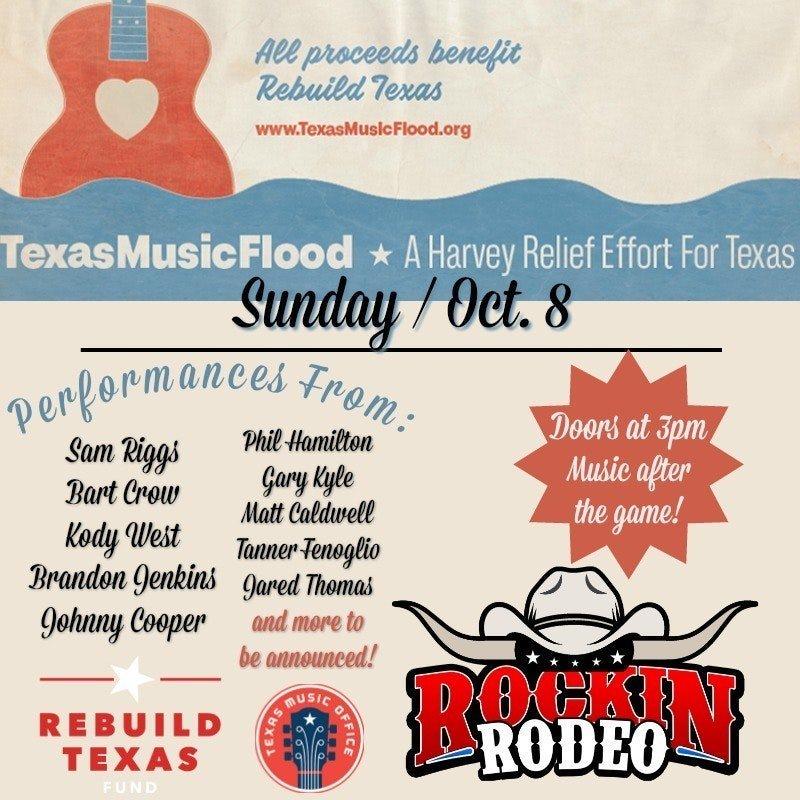 All proceeds benefit
Rebuild Texas
www.TexasMusicFlood.org
TexasMusicFlood ★ A Harvey Relief Effort For Texas
Sunday / Oct. 8
Performances From:
Sam Riggs
Bart Crow
Kody West
Brandon Jenkins
Johnny Cooper
Phil Hamilton
Gary Kyle
Matt Caldwell
Tanner Fenoglio
Jared Thomas
and more to
be announced!
Doors at 3pm
Music after
the game!
REBUILD
TEXAS
FUND
TEXAS MUSIC OFFICE
ROCKIN
RODEO